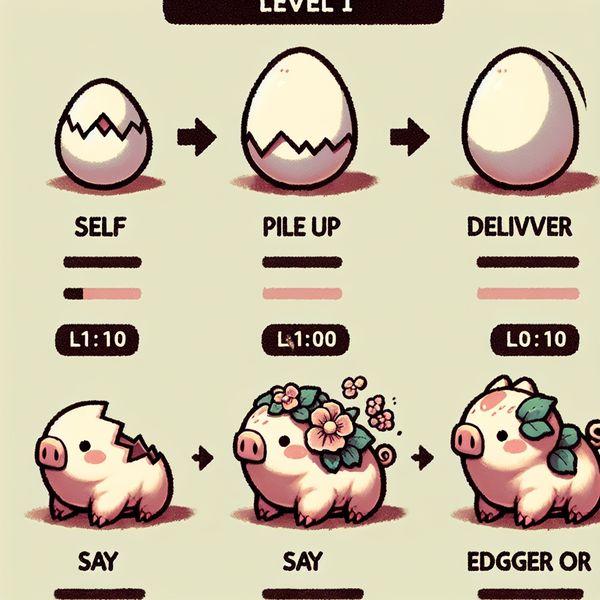 LEVEL 1
SELF PILE UP DELIVVER
L1:10 L1:00 L0:10
SAY SAY EDGGER OR